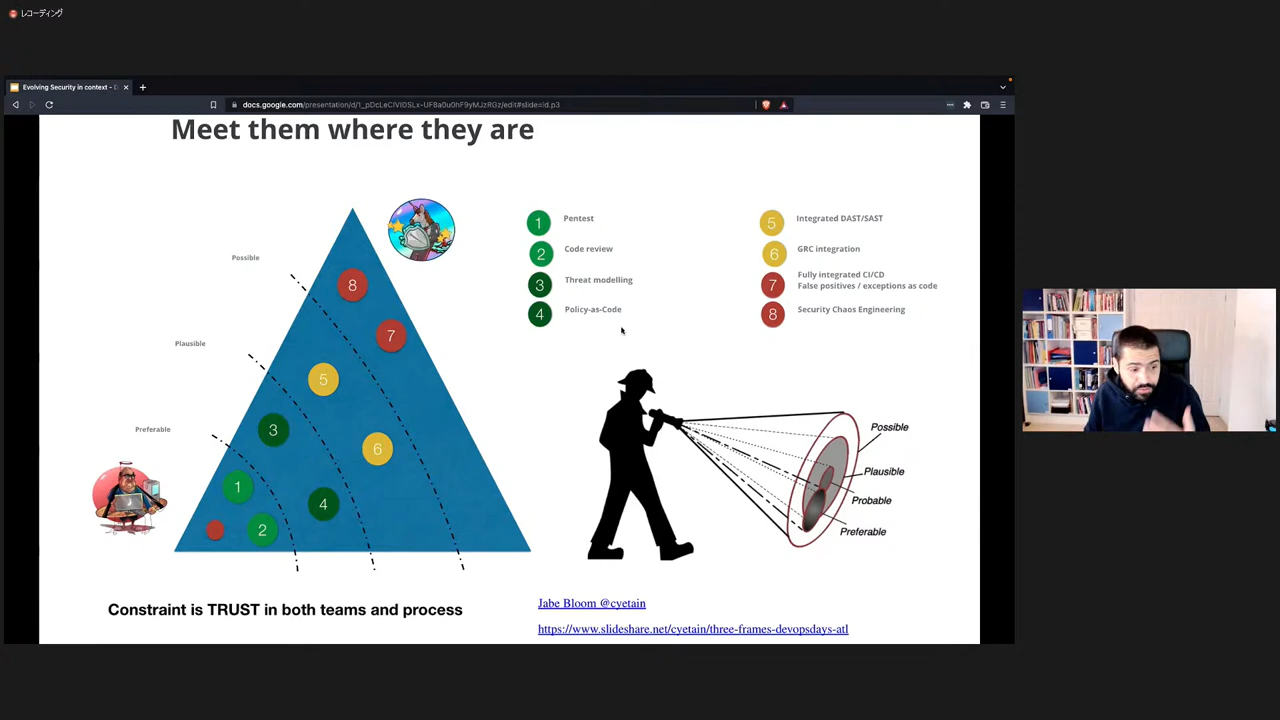 レコーディング
Evolving Security in context - D
docs.google.com/presentation/d/1_pDcLeCIVI0SLx-UF8a0u0hF9yMJzRGz/edit#slide=id.p3
Meet them where they are
Possible
Plausible
Preferable
8
7
5
3
6
1
4
2
1 Pentest
2 Code review
3 Threat modelling
4 Policy-as-Code
5 Integrated DAST/SAST
6 GRC integration
7 Fully integrated CI/CD
False positives / exceptions as code
8 Security Chaos Engineering
Possible
Plausible
Probable
Preferable
Constraint is TRUST in both teams and process
Jabe Bloom @cyetain
https://www.slideshare.net/cyetain/three-frames-devopsdays-atl